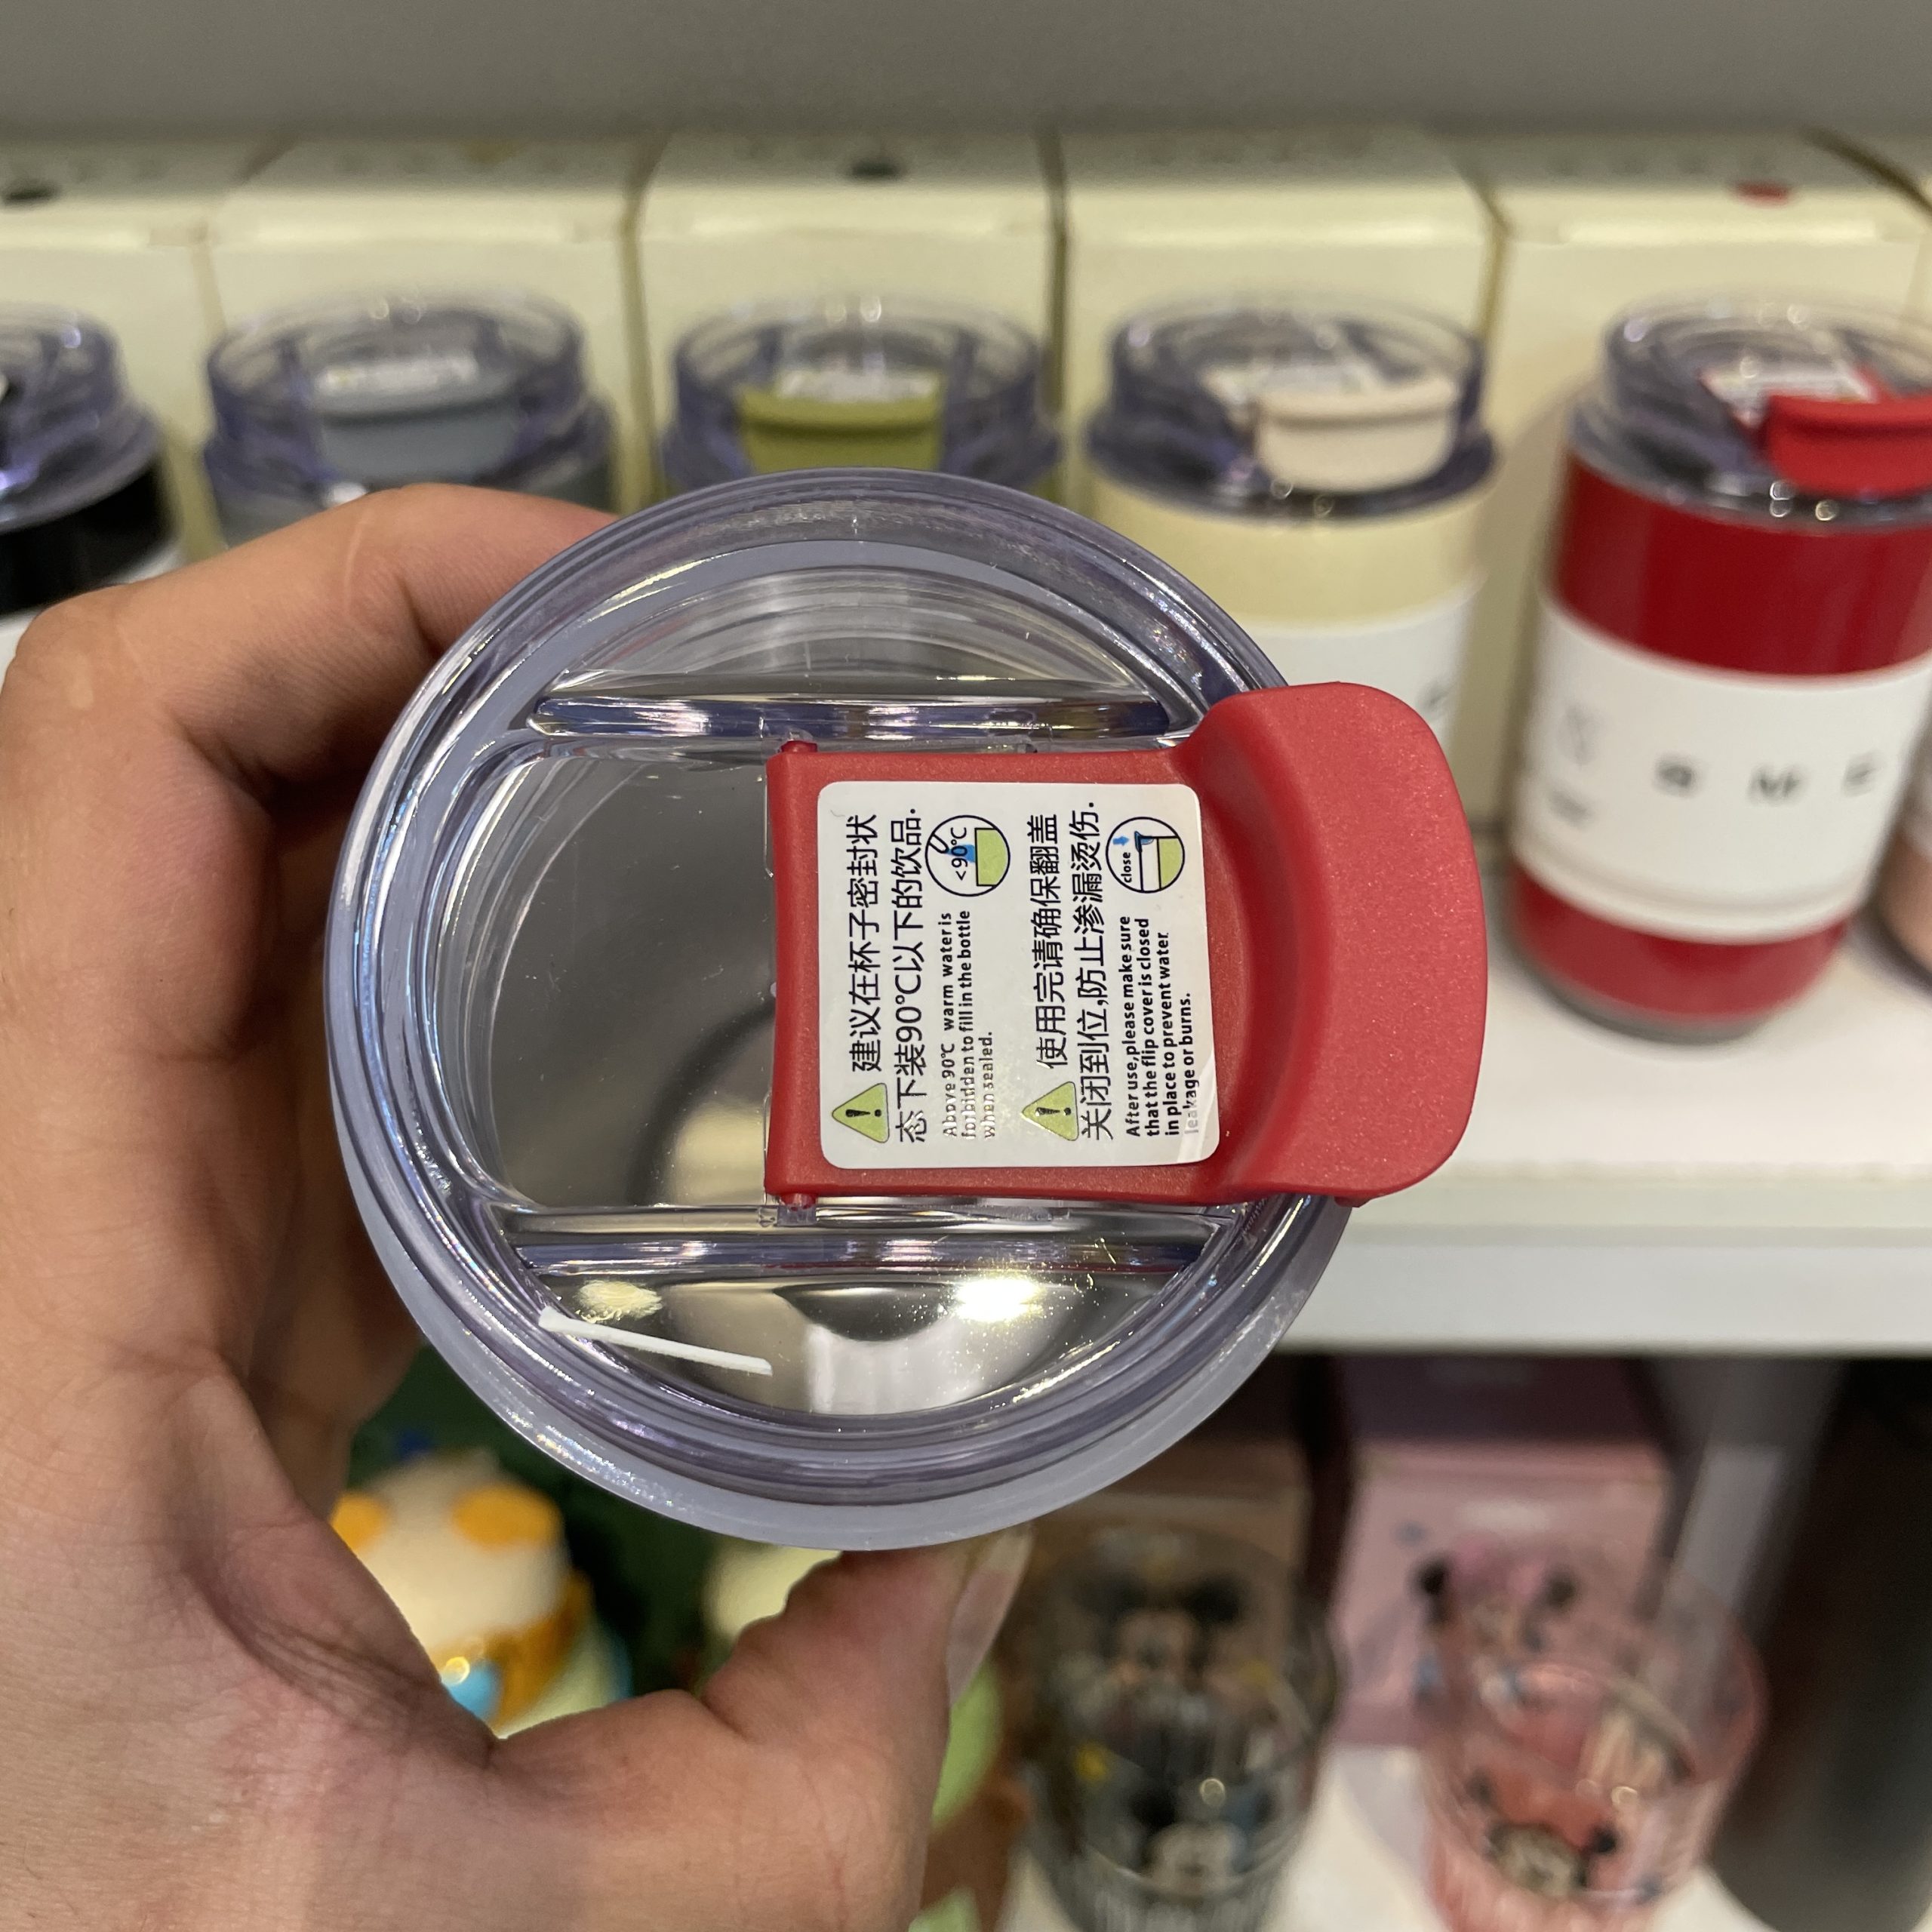 建议在杯子密封状
态下装90℃以下的饮品.
Above 90℃ warm water is
forbidden to fill in the bottle
when sealed.
<90℃
使用完请确保翻盖
关闭到位,防止渗漏烫伤.
After use,please make sure
that the flip cover is closed
in place to prevent water
leakage or burns.
close
S M E